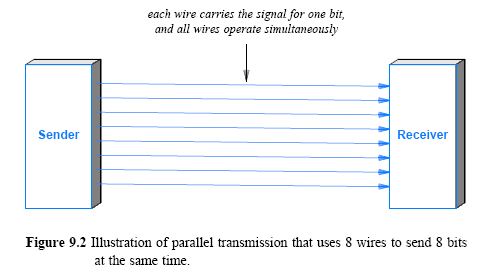 each wire carries the signal for one bit,
and all wires operate simultaneously
Sender
Receiver
Figure 9.2 Illustration of parallel transmission that uses 8 wires to send 8 bits
at the same time.